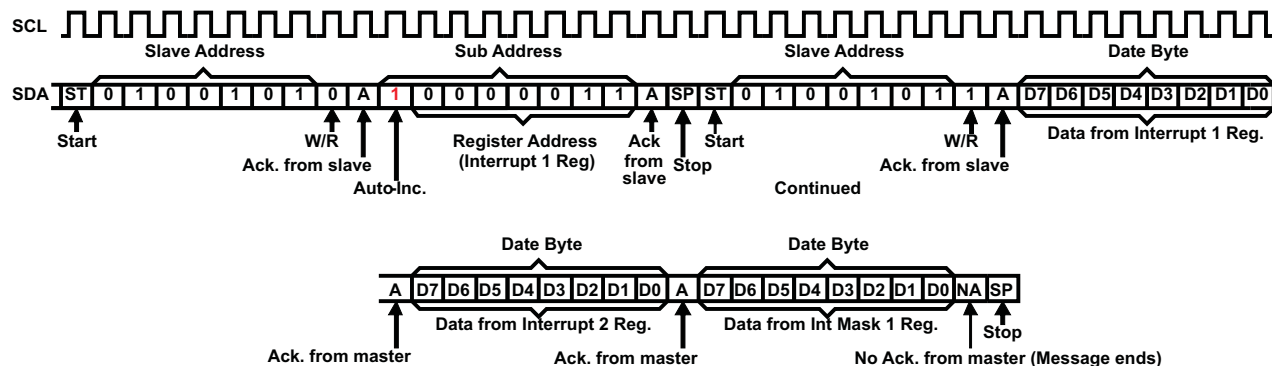 SCL
Slave Address Sub Address Slave Address Date Byte
SDA ST 0 1 0 0 1 0 1 0 A 1 0 0 0 0 0 1 1 A SP ST 0 1 0 0 1 0 1 1 A D7 D6 D5 D4 D3 D2 D1 D0
Start W/R Register Address Ack Start W/R Data from Interrupt 1 Reg.
Ack. from slave (Interrupt 1 Reg) from Stop Ack. from slave
slave
Auto-Inc. Continued
Date Byte Date Byte
A D7 D6 D5 D4 D3 D2 D1 D0 A D7 D6 D5 D4 D3 D2 D1 D0 NA SP
Data from Interrupt 2 Reg. Data from Int Mask 1 Reg. Stop
Ack. from master Ack. from master No Ack. from master (Message ends)